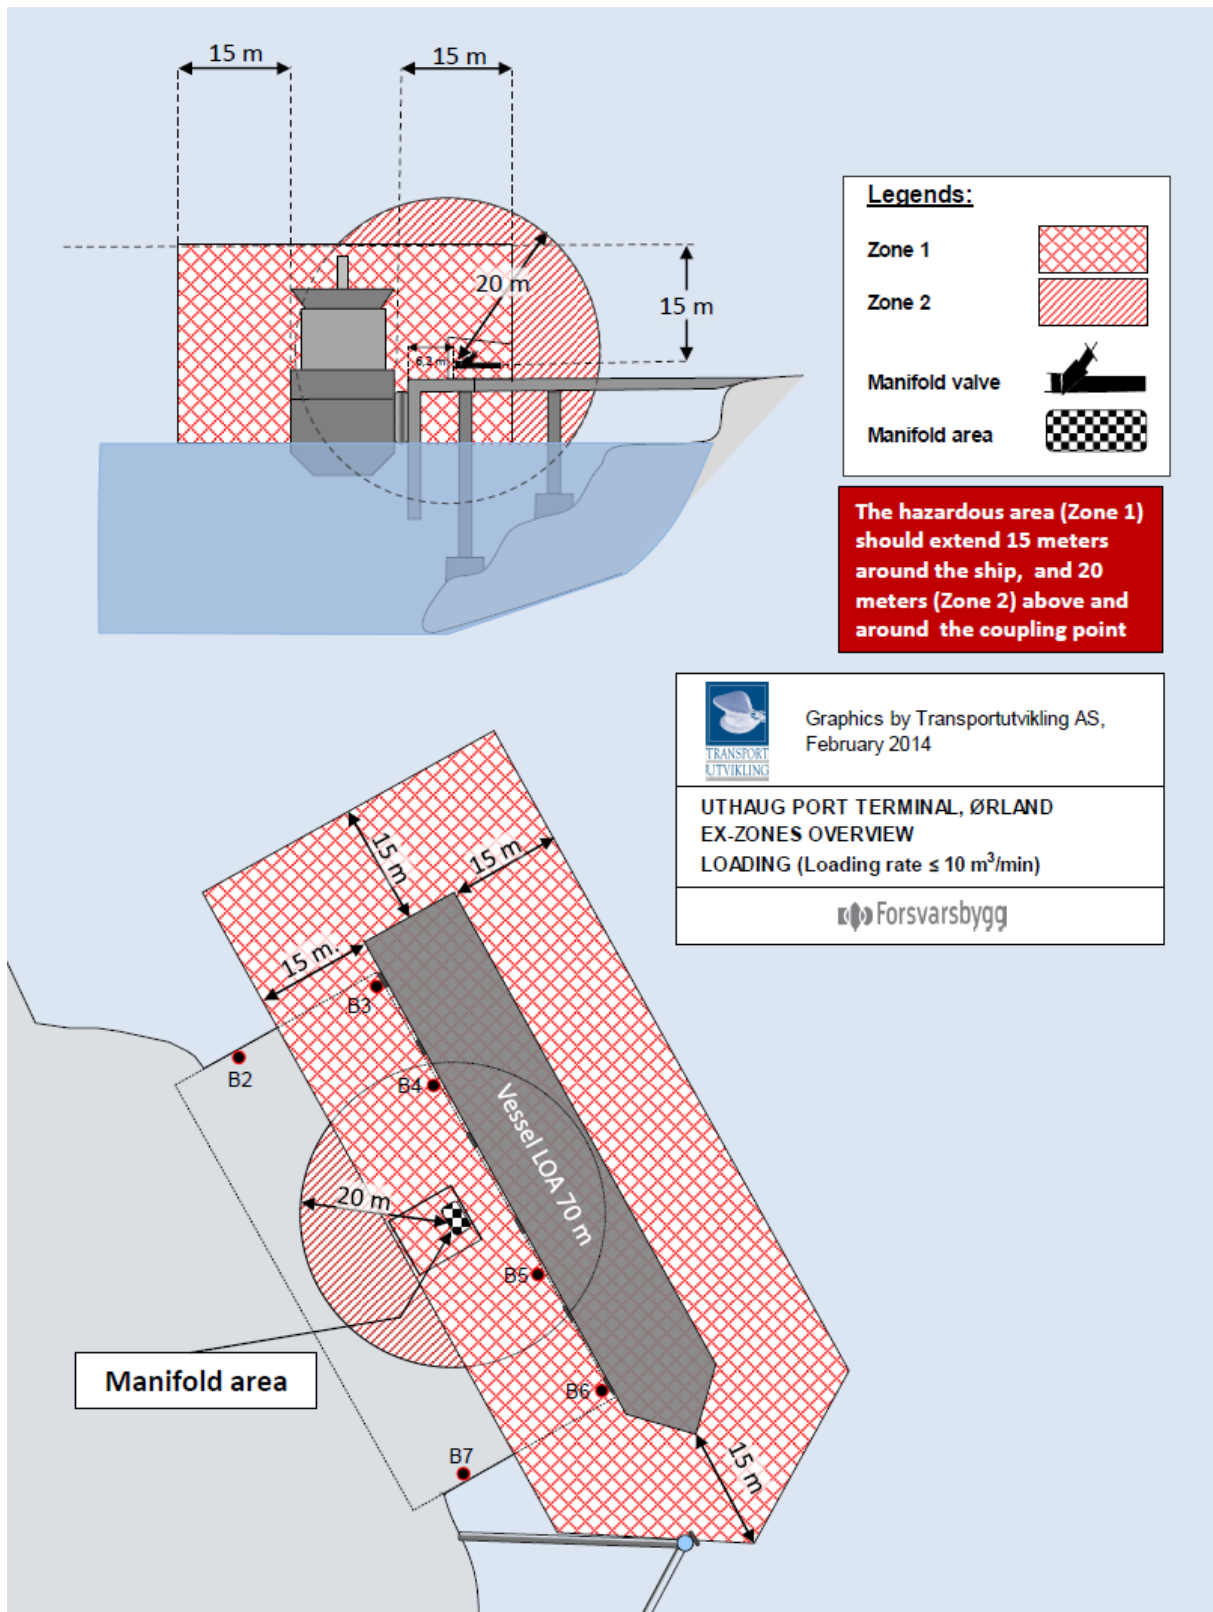 15 m
15 m
20 m
15 m
6,2 m
Legends:
Zone 1
Zone 2
Manifold valve
Manifold area
The hazardous area (Zone 1)
should extend 15 meters
around the ship, and 20
meters (Zone 2) above and
around the coupling point
TRANSPORT
UTVIKLING
Graphics by Transportutvikling AS,
February 2014
UTHAUG PORT TERMINAL, ØRLAND
EX-ZONES OVERVIEW
LOADING (Loading rate ≤ 10 m³/min)
Forsvarsbygg
15 m
15 m
15 m.
B3
B2
B4
Vessel LOA 70 m
20 m
B5
Manifold area
B6
B7
15 m